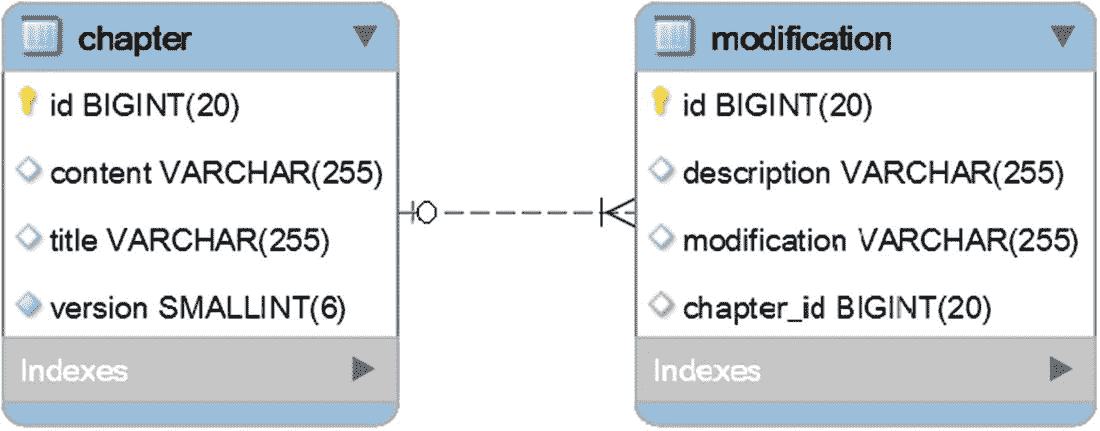 chapter
id BIGINT(20)
content VARCHAR(255)
title VARCHAR(255)
version SMALLINT(6)
Indexes
modification
id BIGINT(20)
description VARCHAR(255)
modification VARCHAR(255)
chapter_id BIGINT(20)
Indexes